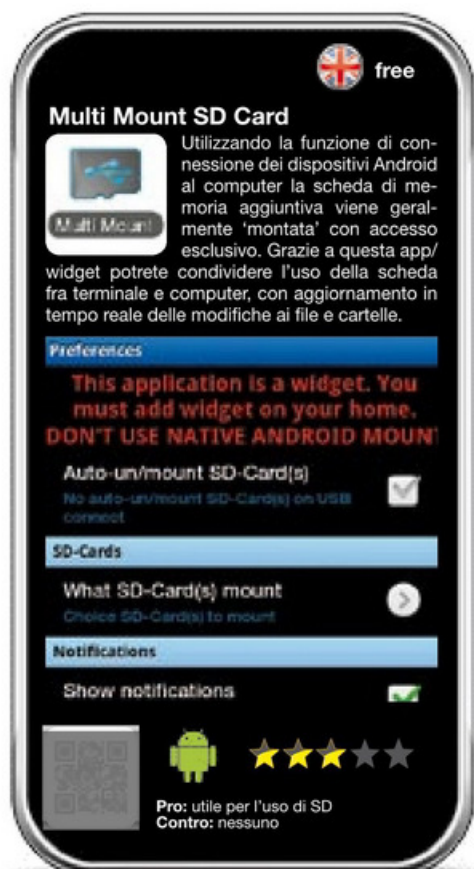 free
Multi Mount SD Card
Multi Mount
Utilizzando la funzione di con-
nessione dei dispositivi Android
al computer la scheda di me-
moria aggiuntiva viene geral-
mente ‘montata’ con accesso
esclusivo. Grazie a questa app/
widget potrete condividere l’uso della scheda
fra terminale e computer, con aggiornamento in
tempo reale delle modifiche ai file e cartelle.
Preferences
This application is a widget. You
must add widget on your home.
DON'T USE NATIVE ANDROID MOUNT
Auto-un/mount SD-Card(s)
No auto-un/mount SD-Card(s) on USB
connect
SD-Cards
What SD-Card(s) mount
Choice SD-Card(s) to mount
Notifications
Show notifications
Pro: utile per l’uso di SD
Contro: nessuno